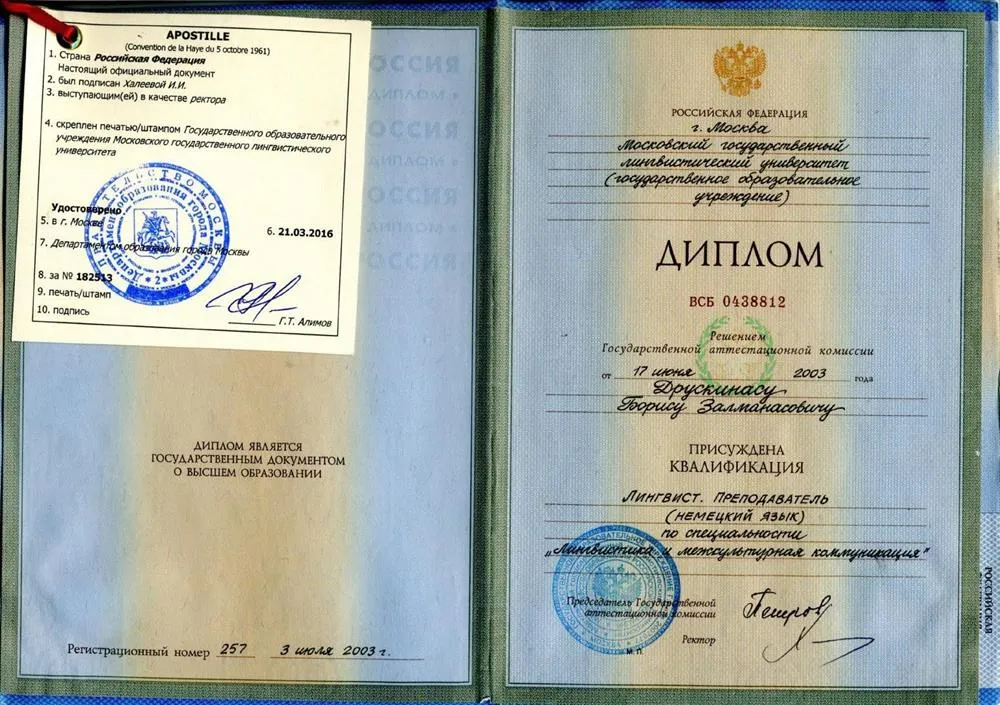 APOSTILLE
(Convention de la Haye du 5 octobre 1961)
1. Страна Российская Федерация
Настоящий официальный документ
2. был подписан Халеевой И.И.
3. выступающим(ей) в качестве ректора
4. скреплен печатью/штампом Государственного образовательного
учреждения Московского государственного лингвистического
университета
Удостоверено
5. в г. Москве
6. 21.03.2016
7. Департаментом образования города Москвы
8. за № 182513
9. печать/штамп
10. подпись
Г.Т. Алимов
ДИПЛОМ ЯВЛЯЕТСЯ
ГОСУДАРСТВЕННЫМ ДОКУМЕНТОМ
О ВЫСШЕМ ОБРАЗОВАНИИ
Регистрационный номер 257 3 июля 2003 г.
РОССИЙСКАЯ ФЕДЕРАЦИЯ
г. Москва
Московский государственный
лингвистический университет
(государственное образовательное
учреждение)
ДИПЛОМ
ВСБ 0438812
Решением
Государственной аттестационной комиссии
от 17 июня 2003 года
Друскинасу
Борису Залманасовичу
ПРИСУЖДЕНА
КВАЛИФИКАЦИЯ
ЛИНГВИСТ. ПРЕПОДАВАТЕЛЬ
(НЕМЕЦКИЙ ЯЗЫК)
по специальности
„Лингвистика и межкультурная коммуникация"
Председатель Государственной
аттестационной комиссии
Ректор
М.П.
РОССИЙСКАЯ